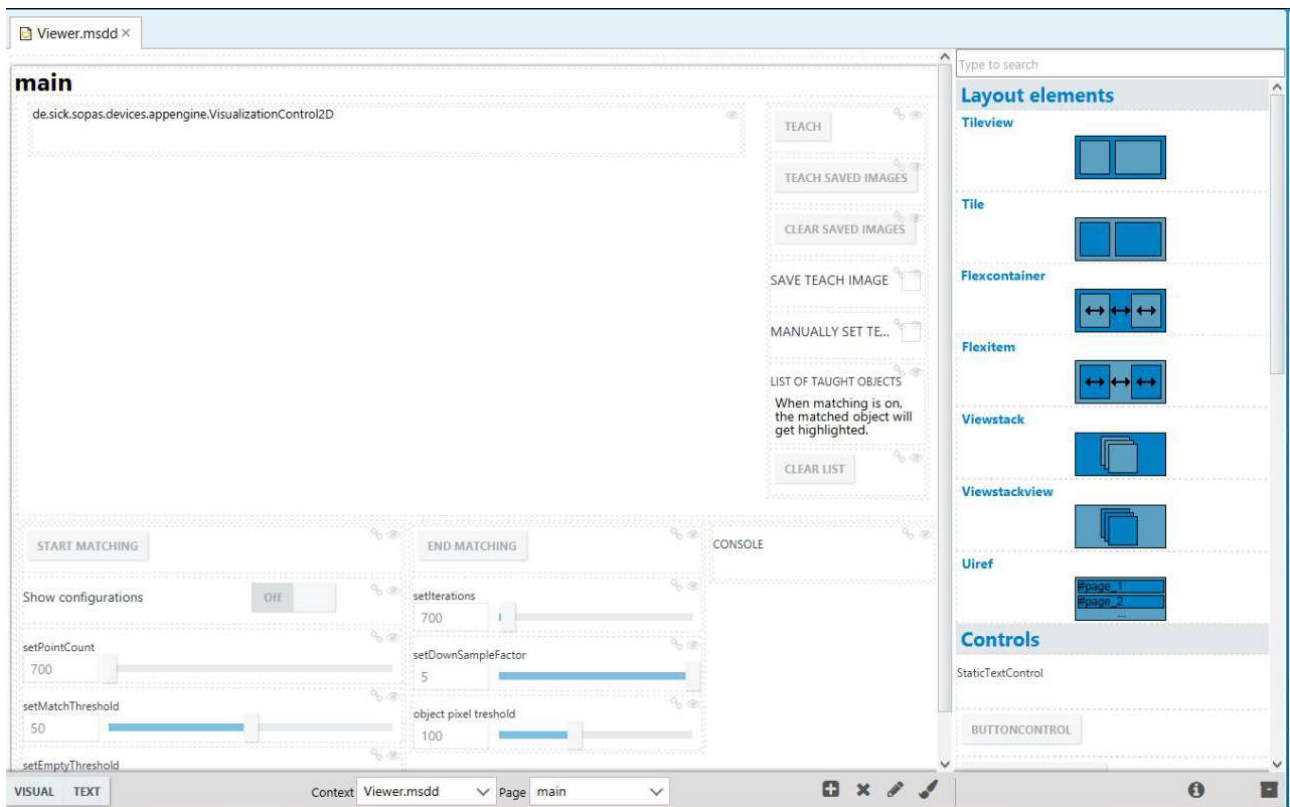 Viewer.msdd
main
de.sick.sopas.devices.appengine.VisualizationControl2D
TEACH
TEACH SAVED IMAGES
CLEAR SAVED IMAGES
SAVE TEACH IMAGE
MANUALLY SET TE...
LIST OF TAUGHT OBJECTS
When matching is on,
the matched object will
get highlighted.
CLEAR LIST
START MATCHING
Show configurations
Off
setPointCount
700
setMatchThreshold
50
setEmptyThreshold
END MATCHING
setIterations
700
setDownSampleFactor
5
object pixel treshold
100
CONSOLE
Type to search
Layout elements
Tileview
Tile
Flexcontainer
Flexitem
Viewstack
Viewstackview
Uiref
#page_1
#page_2
...
Controls
StaticTextControl
BUTTONCONTROL
VISUAL TEXT
Context Viewer.msdd Page main